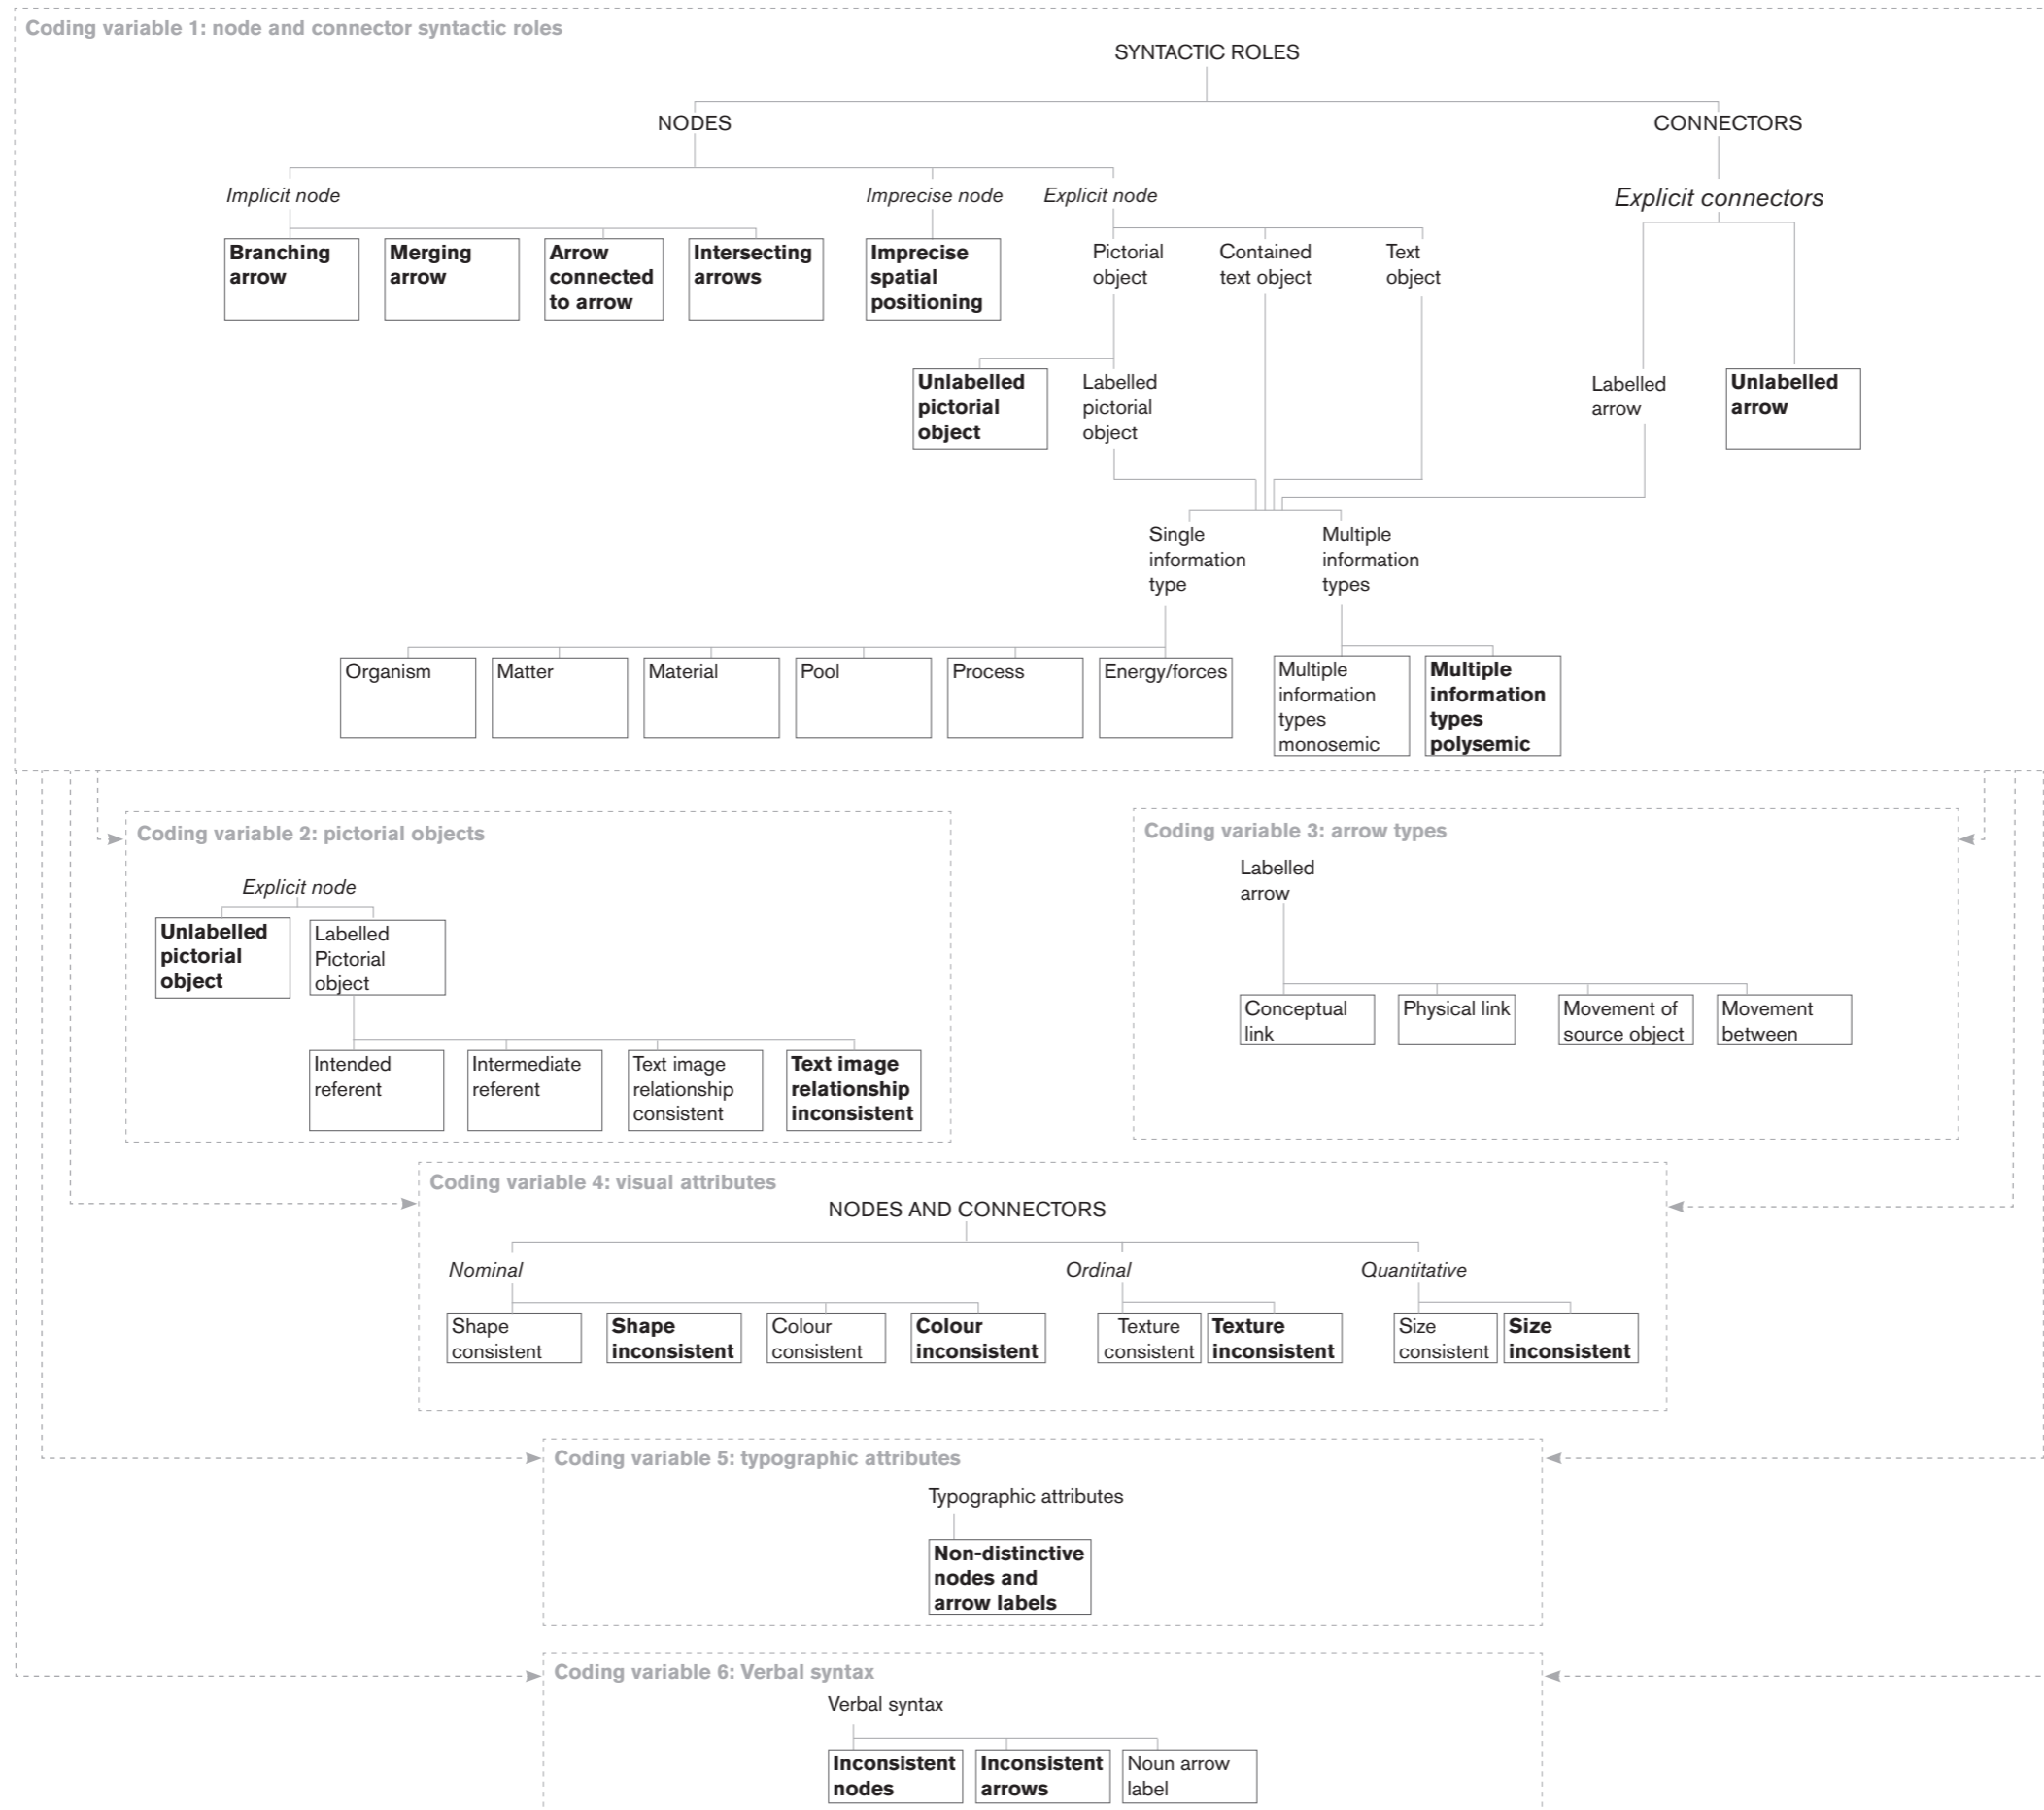 Coding variable 1: node and connector syntactic roles
SYNTACTIC ROLES
NODES
CONNECTORS
Implicit node
Imprecise node
Explicit node
Explicit connectors
Branching
arrow
Merging
arrow
Arrow
connected
to arrow
Intersecting
arrows
Imprecise
spatial
positioning
Pictorial
object
Contained
text object
Text
object
Unlabelled
pictorial
object
Labelled
pictorial
object
Labelled
arrow
Unlabelled
arrow
Single
information
type
Multiple
information
types
Organism
Matter
Material
Pool
Process
Energy/forces
Multiple
information
types
monosemic
Multiple
information
types
polysemic
Coding variable 2: pictorial objects
Explicit node
Unlabelled
pictorial
object
Labelled
Pictorial
object
Intended
referent
Intermediate
referent
Text image
relationship
consistent
Text image
relationship
inconsistent
Coding variable 3: arrow types
Labelled
arrow
Conceptual
link
Physical link
Movement of
source object
Movement
between
Coding variable 4: visual attributes
NODES AND CONNECTORS
Nominal
Ordinal
Quantitative
Shape
consistent
Shape
inconsistent
Colour
consistent
Colour
inconsistent
Texture
consistent
Texture
inconsistent
Size
consistent
Size
inconsistent
Coding variable 5: typographic attributes
Typographic attributes
Non-distinctive
nodes and
arrow labels
Coding variable 6: Verbal syntax
Verbal syntax
Inconsistent
nodes
Inconsistent
arrows
Noun arrow
label